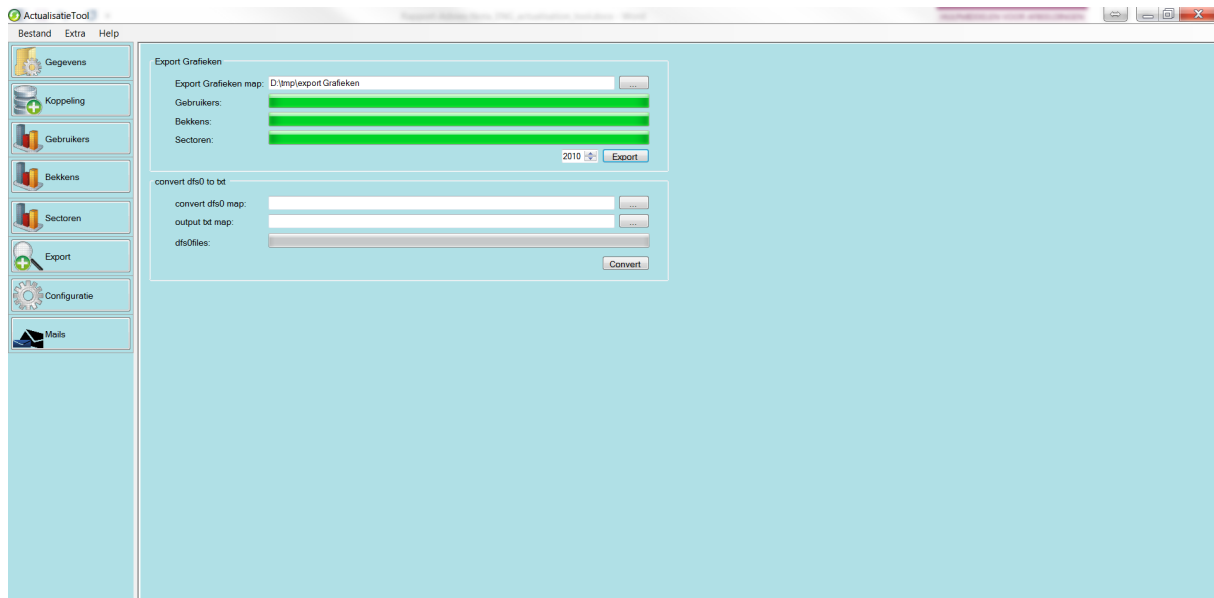 ActualisatieTool
Bestand Extra Help
Gegevens
Koppeling
Gebruikers
Bekkens
Sectoren
Export
Configuratie
Mails
Export Grafieken
Export Grafieken map: D:\tmp\export Grafieken ...
Gebruikers:
Bekkens:
Sectoren:
2010 Export
convert dfs0 to txt
convert dfs0 map: ...
output txt map: ...
dfs0files:
Convert